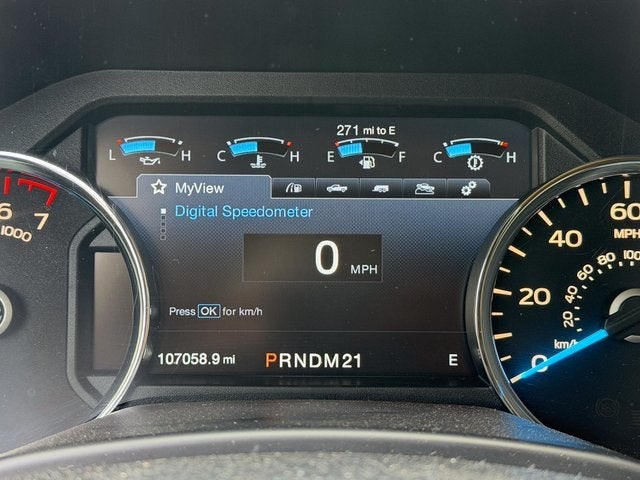 271 mi to E
L H C H E F C H
MyView
Digital Speedometer
0 MPH
Press OK for km/h
107058.9 mi PRNDM21 E
6 7
1000
0 20 40 60
MPH
20 40 60 80 100
km/h